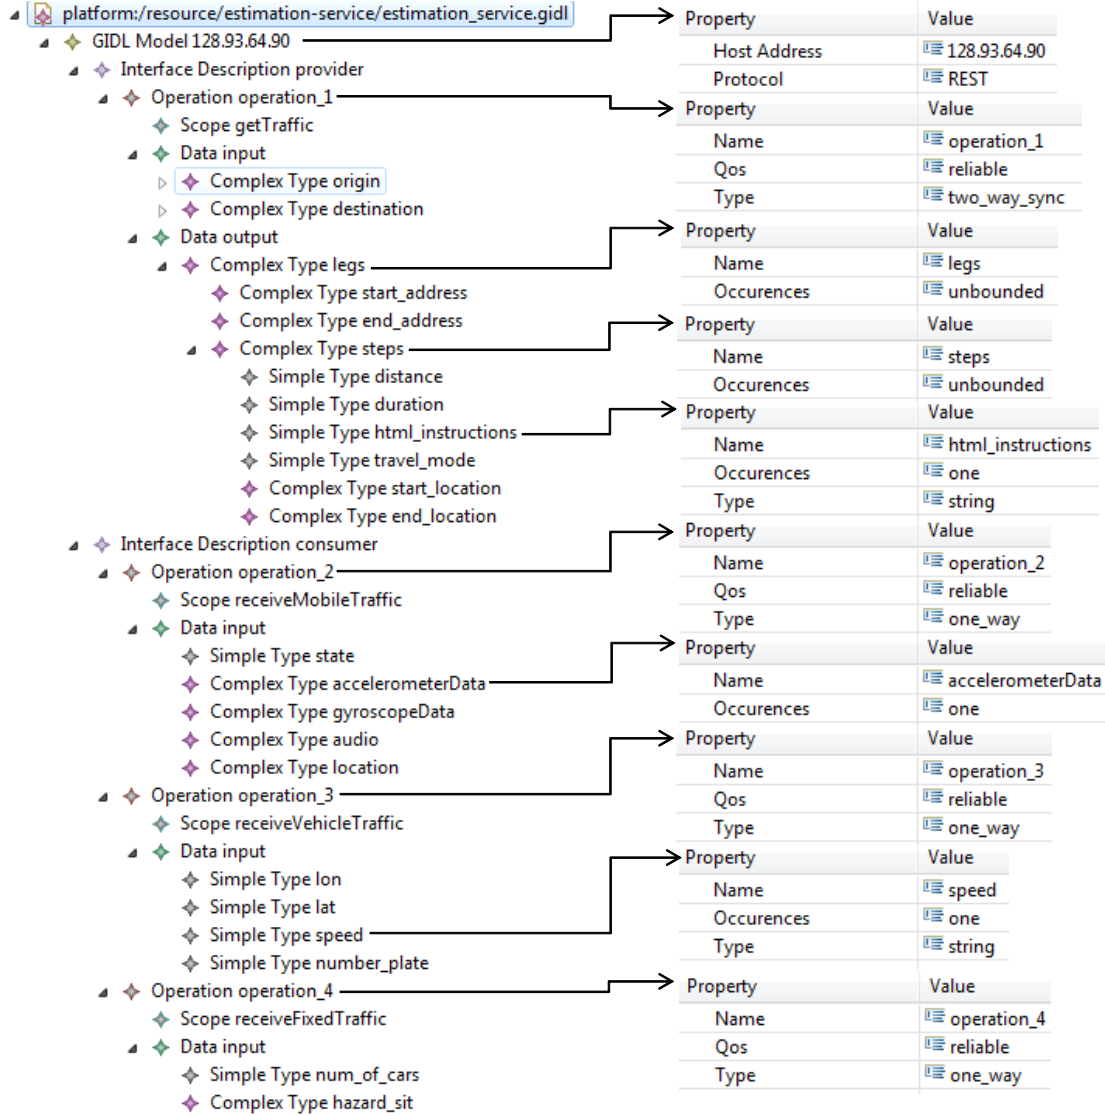 platform:/resource/estimation-service/estimation_service.gidl
GIDL Model 128.93.64.90
Interface Description provider
Operation operation_1
Scope getTraffic
Data input
Complex Type origin
Complex Type destination
Data output
Complex Type legs
Complex Type start_address
Complex Type end_address
Complex Type steps
Simple Type distance
Simple Type duration
Simple Type html_instructions
Simple Type travel_mode
Complex Type start_location
Complex Type end_location
Interface Description consumer
Operation operation_2
Scope receiveMobileTraffic
Data input
Simple Type state
Complex Type accelerometerData
Complex Type gyroscopeData
Complex Type audio
Complex Type location
Operation operation_3
Scope receiveVehicleTraffic
Data input
Simple Type lon
Simple Type lat
Simple Type speed
Simple Type number_plate
Operation operation_4
Scope receiveFixedTraffic
Data input
Simple Type num_of_cars
Complex Type hazard_sit
Property Value
Host Address 128.93.64.90
Protocol REST
Property Value
Name operation_1
Qos reliable
Type two_way_sync
Property Value
Name legs
Occurences unbounded
Property Value
Name steps
Occurences unbounded
Property Value
Name html_instructions
Occurences one
Type string
Property Value
Name operation_2
Qos reliable
Type one_way
Property Value
Name accelerometerData
Occurences one
Property Value
Name operation_3
Qos reliable
Type one_way
Property Value
Name speed
Occurences one
Type string
Property Value
Name operation_4
Qos reliable
Type one_way